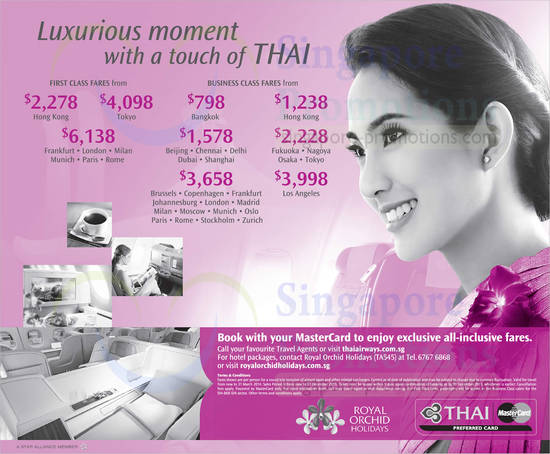 Luxurious moment
with a touch of THAI
FIRST CLASS FARES from
$2,278
Hong Kong
$4,098
Tokyo
$6,138
Frankfurt • London • Milan
Munich • Paris • Rome
BUSINESS CLASS FARES from
$798
Bangkok
$1,238
Hong Kong
$1,578
Beijing • Chennai • Delhi
Dubai • Shanghai
$2,228
Fukuoka • Nagoya
Osaka • Tokyo
$3,658
Brussels • Copenhagen • Frankfurt
Johannesburg • London • Madrid
Milan • Moscow • Munich • Oslo
Paris • Rome • Stockholm • Zurich
$3,998
Los Angeles
Singapore
Promotions
Singapore
Book with your MasterCard to enjoy exclusive all-inclusive fares.
Call your favourite Travel Agents or visit thaiairways.com.sg
For hotel packages, contact Royal Orchid Holidays (TA545) at Tel. 6767 6868
or visit royalorchidholidays.com.sg
Terms & Conditions
ROYAL
ORCHID
HOLIDAYS
THAI
MasterCard
PREFERRED CARD
A STAR ALLIANCE MEMBER